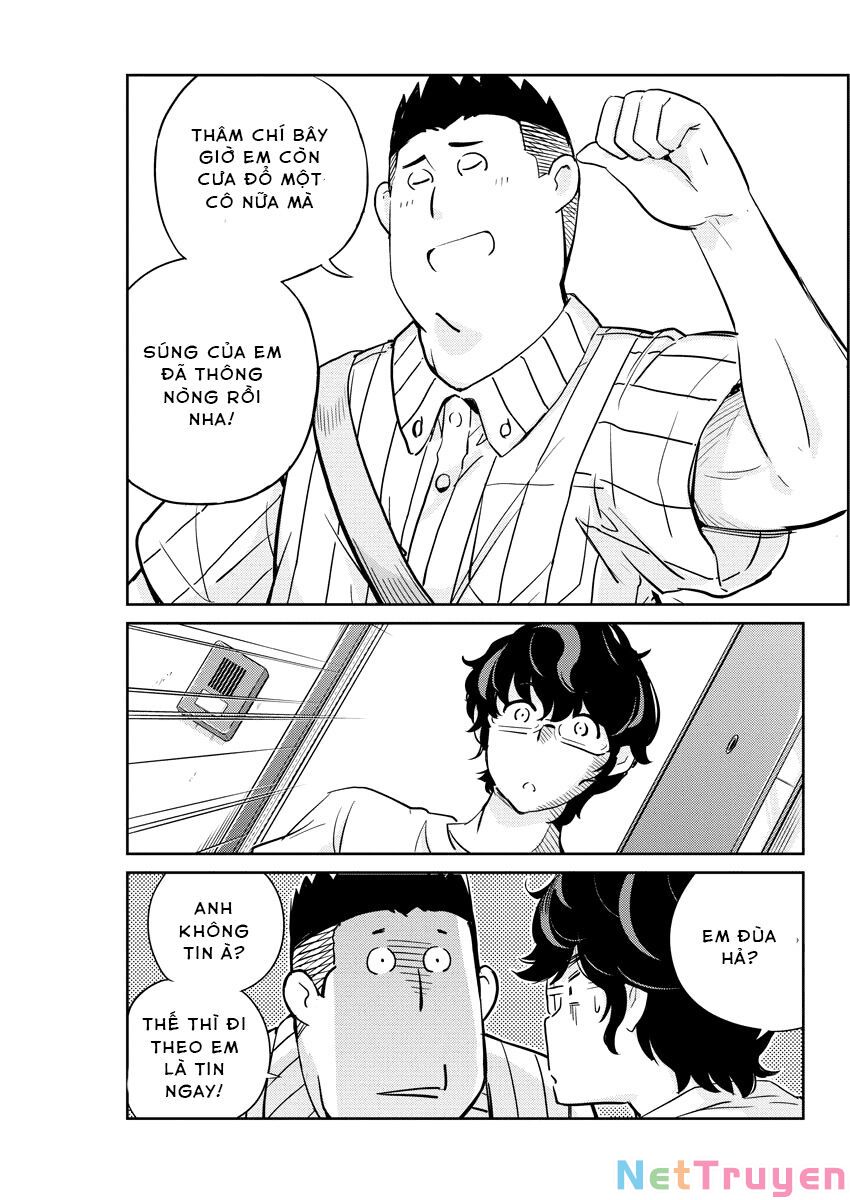 THÂM CHÍ BÂY
GIỜ EM CÒN
CƯA ĐỔ MỘT
CÔ NỮA MÀ
SÚNG CỦA EM
ĐÃ THÔNG
NÒNG RỒI
NHA!
EM ĐÙA
HẢ?
ANH
KHÔNG
TIN À?
THẾ THÌ ĐI
THEO EM
LÀ TIN
NGAY!
NetTruyen